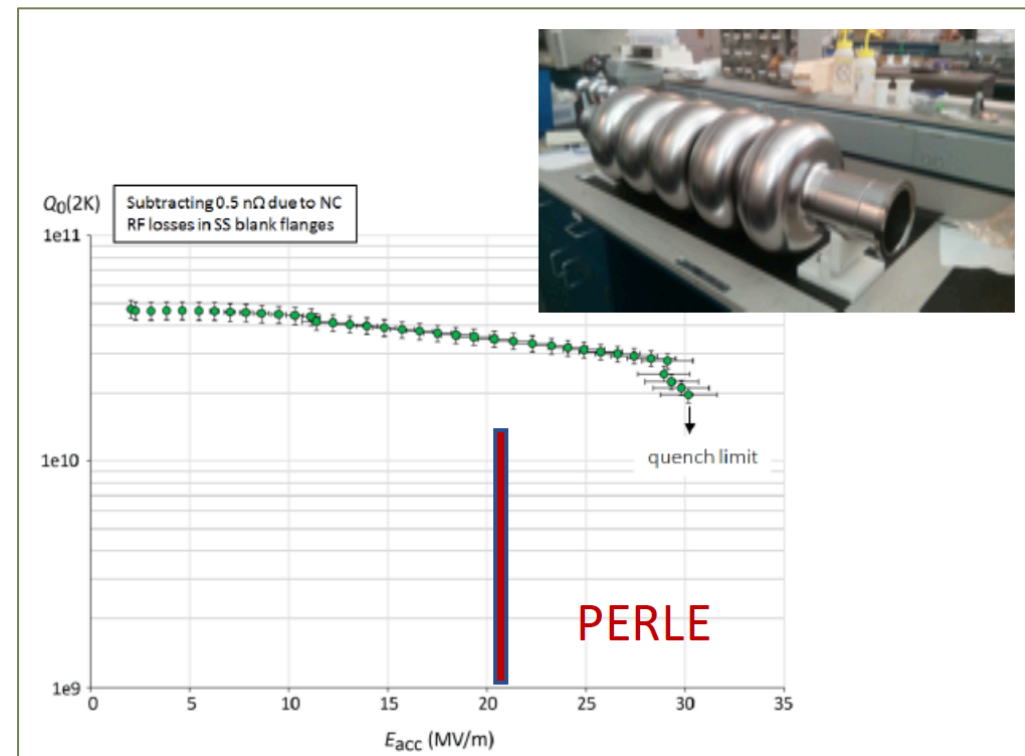 Q0(2K)
Subtracting 0.5 nΩ due to NC
RF losses in SS blank flanges
1e11
1e10
quench limit
PERLE
1e9
0 5 10 15 20 25 30 35
Eacc (MV/m)